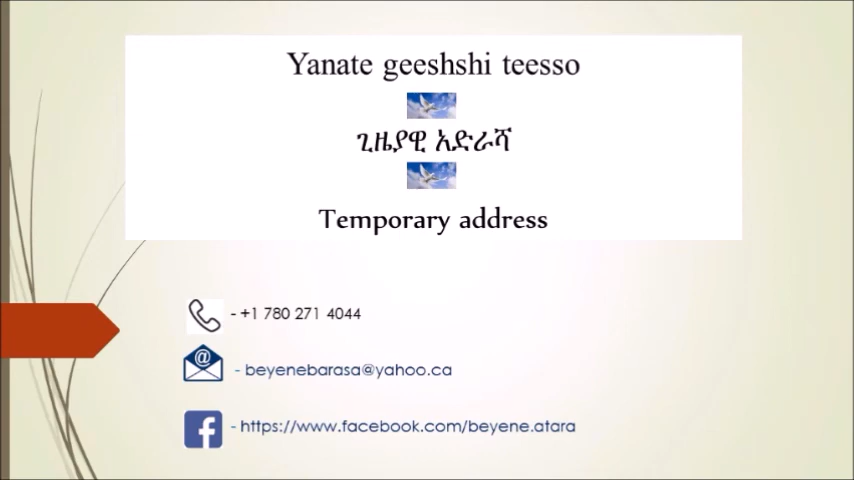 Yanate geeshshi teesso
ጊዜያዊ አድራሻ
Temporary address
- +1 780 271 4044
@
- beyenebarasa@yahoo.ca
f
- https://www.facebook.com/beyene.atara